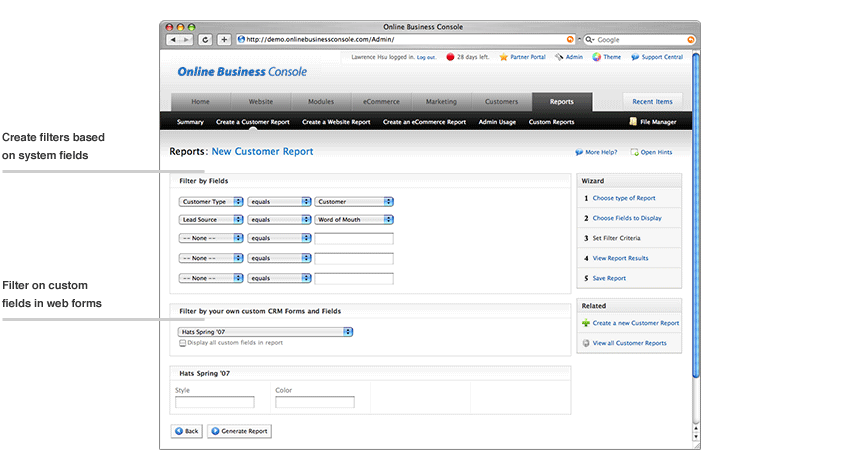 Online Business Console
http://demo.onlinebusinessconsole.com/Admin/
Google
Lawrence Hsu logged in. Log out. 28 days left. Partner Portal Admin Theme Support Central
Online Business Console
Home Website Modules eCommerce Marketing Customers Reports Recent Items
Summary Create a Customer Report Create a Website Report Create an eCommerce Report Admin Usage Custom Reports File Manager
Create filters based
on system fields
Reports: New Customer Report
More Help? Open Hints
Filter by Fields
Customer Type equals Customer
Lead Source equals Word of Mouth
-- None -- equals
-- None -- equals
-- None -- equals
Wizard
1 Choose type of Report
2 Choose Fields to Display
3 Set Filter Criteria
4 View Report Results
5 Save Report
Filter on custom
fields in web forms
Filter by your own custom CRM Forms and Fields
Hats Spring '07
Display all custom fields in report
Related
Create a new Customer Report
View all Customer Reports
Hats Spring '07
Style Color
Back Generate Report